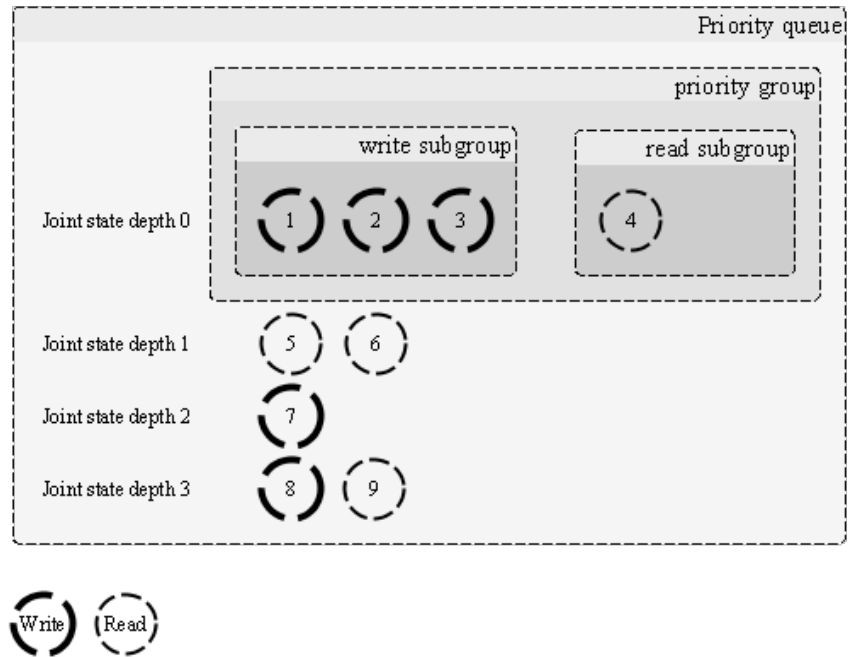 Priority queue
priority group
write subgroup
read subgroup
Joint state depth 0
1 2 3 4
Joint state depth 1
5 6
Joint state depth 2
7
Joint state depth 3
8 9
Write Read